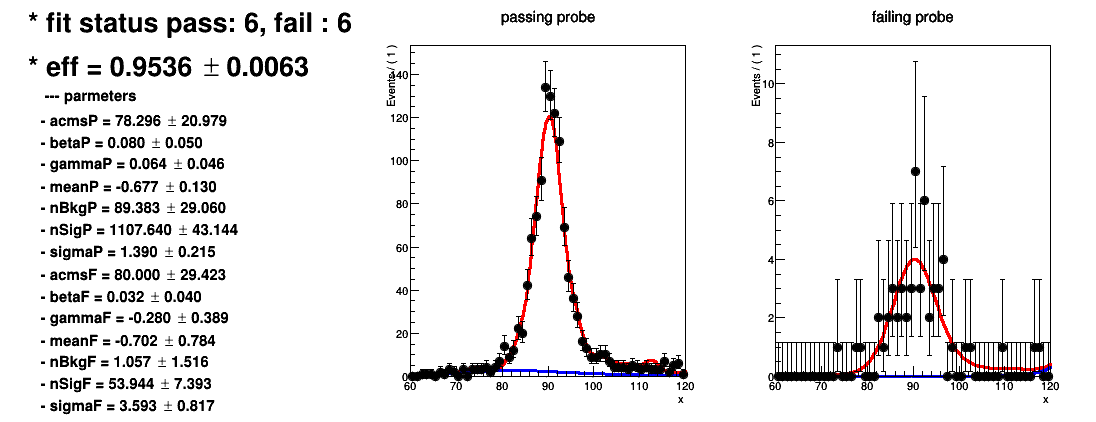 * fit status pass: 6, fail : 6
* eff = 0.9536 ± 0.0063
--- parmeters
- acmsP = 78.296 ± 20.979
- betaP = 0.080 ± 0.050
- gammaP = 0.064 ± 0.046
- meanP = -0.677 ± 0.130
- nBkgP = 89.383 ± 29.060
- nSigP = 1107.640 ± 43.144
- sigmaP = 1.390 ± 0.215
- acmsF = 80.000 ± 29.423
- betaF = 0.032 ± 0.040
- gammaF = -0.280 ± 0.389
- meanF = -0.702 ± 0.784
- nBkgF = 1.057 ± 1.516
- nSigF = 53.944 ± 7.393
- sigmaF = 3.593 ± 0.817
passing probe
Events / ( 1 )
140
120
100
80
60
40
20
0
60 70 80 90 100 110 120
x
failing probe
Events / ( 1 )
10
8
6
4
2
0
60 70 80 90 100 110 120
x